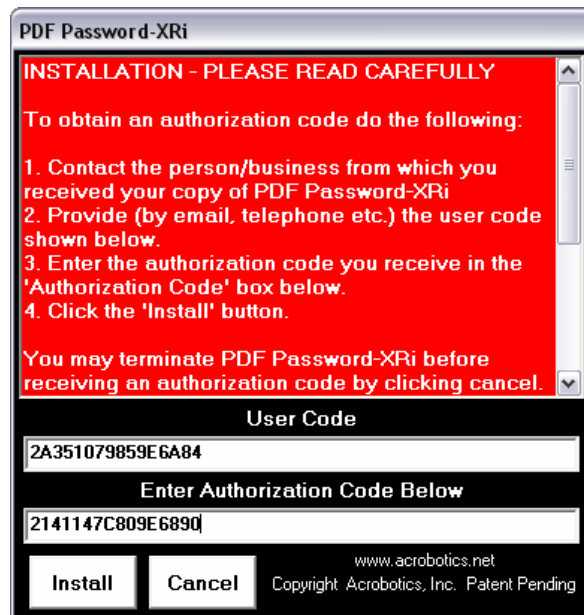 PDF Password-XRi
INSTALLATION - PLEASE READ CAREFULLY
To obtain an authorization code do the following:
1. Contact the person/business from which you
received your copy of PDF Password-XRi
2. Provide (by email, telephone etc.) the user code
shown below.
3. Enter the authorization code you receive in the
'Authorization Code' box below.
4. Click the 'Install' button.
You may terminate PDF Password-XRi before
receiving an authorization code by clicking cancel.
User Code
2A351079859E6A84
Enter Authorization Code Below
2141147C809E6890
Install
Cancel
www.acrobotics.net
Copyright Acrobotics, Inc. Patent Pending